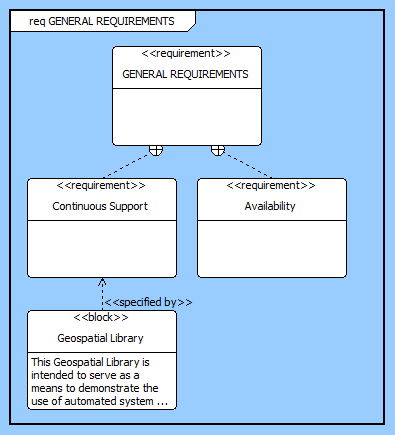 req GENERAL REQUIREMENTS
<<requirement>>
GENERAL REQUIREMENTS
<<requirement>>
Continuous Support
<<requirement>>
Availability
<<specified by>>
<<block>>
Geospatial Library
This Geospatial Library is
intended to serve as a
means to demonstrate the
use of automated system ...